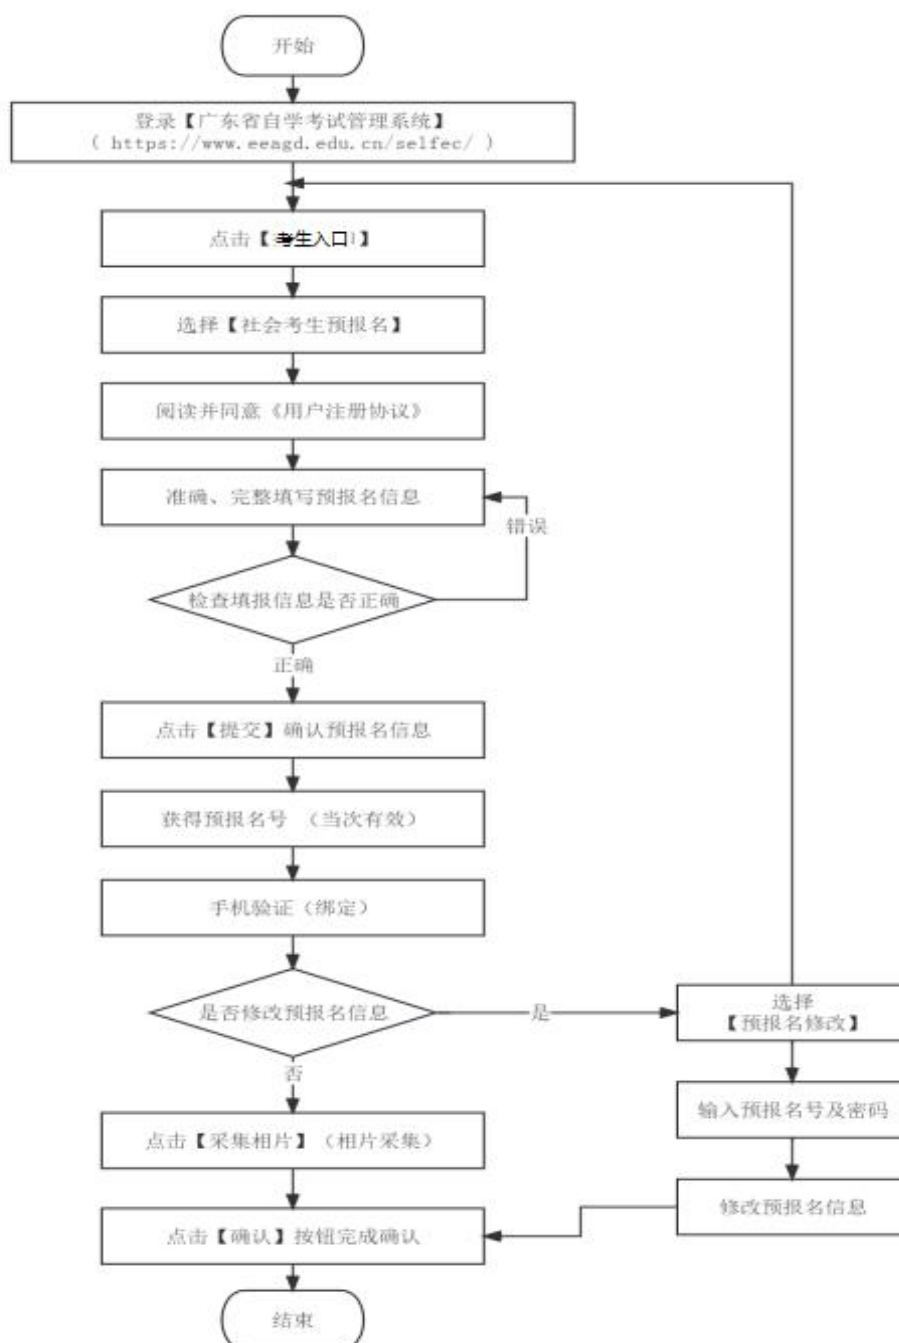 开始
登录【广东省自学考试管理系统】
( https://www.eeagd.edu.cn/selfec/ )
点击【考生入口】
选择【社会考生预报名】
阅读并同意《用户注册协议》
准确、完整填写预报名信息
错误
检查填报信息是否正确
正确
点击【提交】确认预报名信息
获得预报名号 （当次有效）
手机验证（绑定）
是否修改预报名信息
是
选择
【预报名修改】
否
输入预报名号及密码
点击【采集相片】（相片采集）
修改预报名信息
点击【确认】按钮完成确认
结束